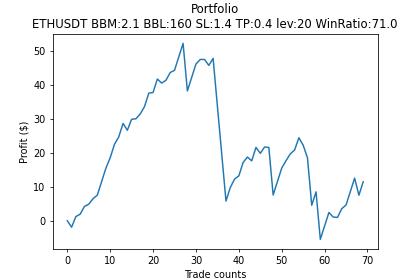 Portfolio
ETHUSDT BBM:2.1 BBL:160 SL:1.4 TP:0.4 lev:20 WinRatio:71.0
50
40
30
20
10
0
Profit ($)
0 10 20 30 40 50 60 70
Trade counts